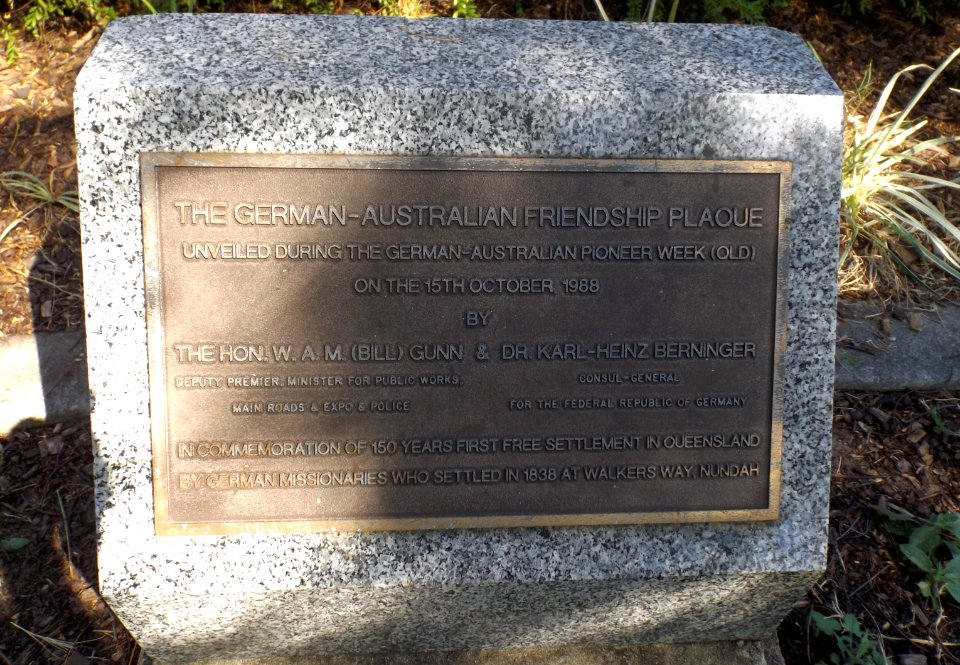 THE GERMAN-AUSTRALIAN FRIENDSHIP PLAQUE
UNVEILED DURING THE GERMAN-AUSTRALIAN PIONEER WEEK (QLD)
ON THE 15TH OCTOBER, 1988
BY
THE HON. W. A. M. (BILL) GUNN & DR. KARL-HEINZ BERNINGER
DEPUTY PREMIER, MINISTER FOR PUBLIC WORKS, CONSUL-GENERAL
MAIN ROADS & EXPO & POLICE FOR THE FEDERAL REPUBLIC OF GERMANY
IN COMMEMORATION OF 150 YEARS FIRST FREE SETTLEMENT IN QUEENSLAND
BY GERMAN MISSIONARIES WHO SETTLED IN 1838 AT WALKERS WAY, NUNDAH